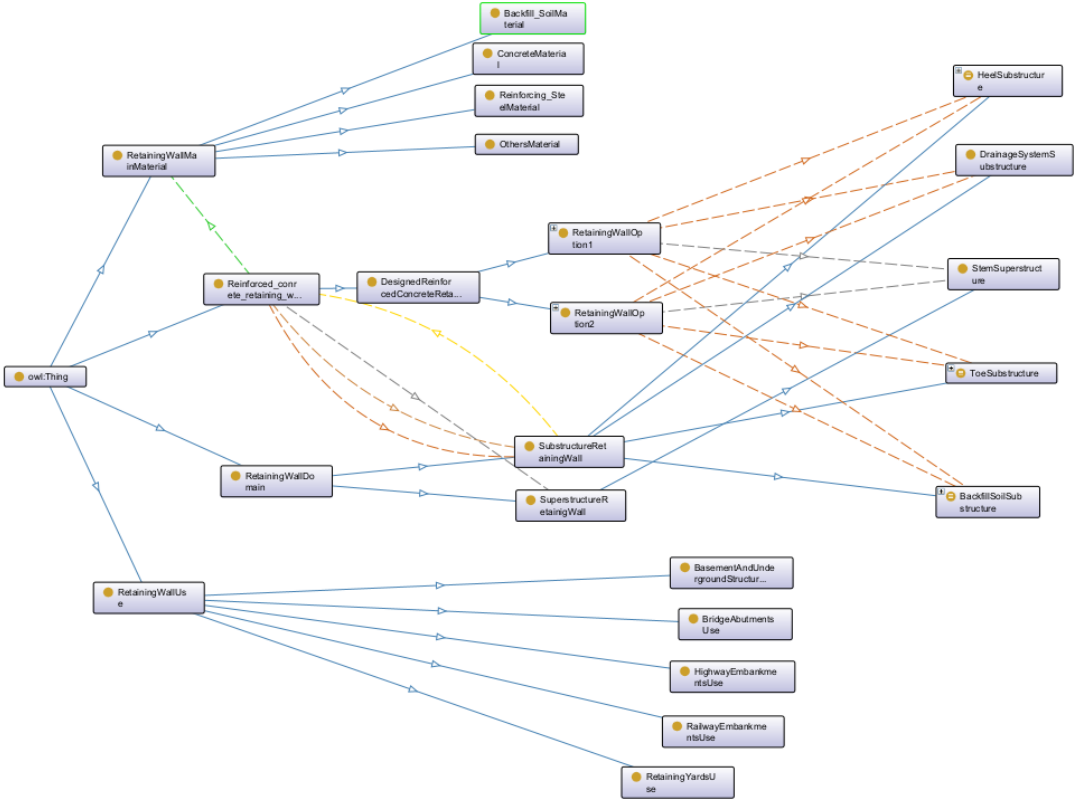 Backfill_SoilMa
terial
ConcreteMateria
l
Reinforcing_Ste
elMaterial
OthersMaterial
RetainingWallMa
inMaterial
HeelSubstructur
e
DrainageSystemS
ubstructure
RetainingWallOp
tion1
StemSuperstruct
ure
Reinforced_conr
ete_retaining_w...
DesignedReinfor
cedConcreteReta...
RetainingWallOp
tion2
owl:Thing
ToeSubstructure
SubstructureRet
ainingWall
RetainingWallDo
main
SuperstructureR
etainigWall
BackfillSoilSub
structure
RetainingWallUs
e
BasementAndUnde
rgroundStructur...
BridgeAbutments
Use
HighwayEmbankme
ntsUse
RailwayEmbankme
ntsUse
RetainingYardsU
se